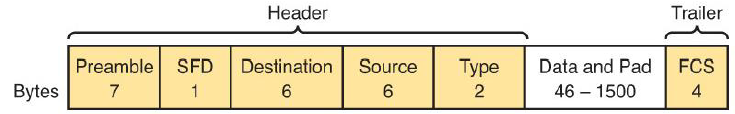 Header Trailer
Preamble SFD Destination Source Type Data and Pad FCS
Bytes 7 1 6 6 2 46 – 1500 4